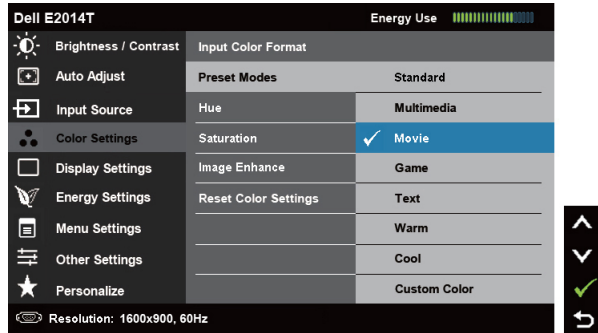 Dell E2014T Energy Use
Brightness / Contrast Input Color Format
Auto Adjust Preset Modes Standard
Input Source Hue Multimedia
Color Settings Saturation Movie
Display Settings Image Enhance Game
Energy Settings Reset Color Settings Text
Menu Settings Warm
Other Settings Cool
Personalize Custom Color
Resolution: 1600x900, 60Hz